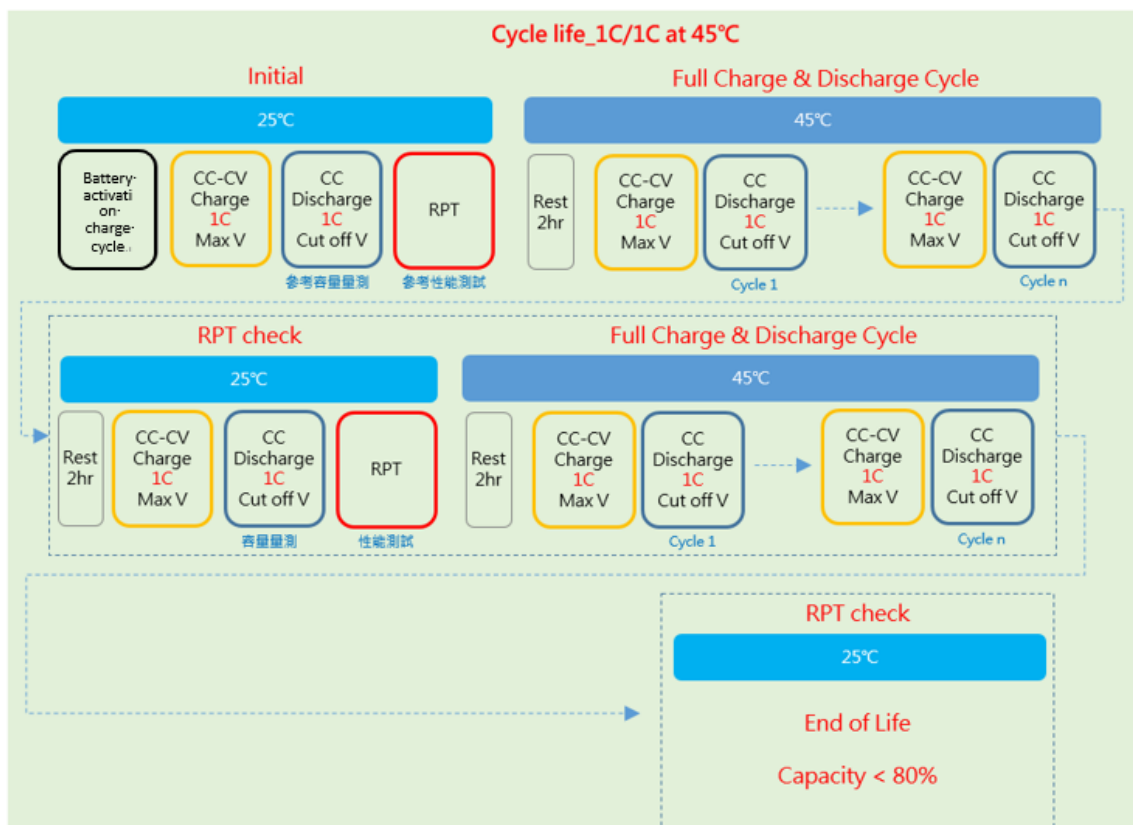 Cycle life_1C/1C at 45℃
Initial
25℃
Battery·
activati
on·
charge·
cycle.
CC-CV
Charge
1C
Max V
CC
Discharge
1C
Cut off V
RPT
參考容量量測
參考性能測試
Full Charge & Discharge Cycle
45℃
Rest
2hr
CC-CV
Charge
1C
Max V
CC
Discharge
1C
Cut off V
Cycle 1
CC-CV
Charge
1C
Max V
CC
Discharge
1C
Cut off V
Cycle n
RPT check
25℃
Rest
2hr
CC-CV
Charge
1C
Max V
CC
Discharge
1C
Cut off V
RPT
容量量測
性能測試
Full Charge & Discharge Cycle
45℃
Rest
2hr
CC-CV
Charge
1C
Max V
CC
Discharge
1C
Cut off V
Cycle 1
CC-CV
Charge
1C
Max V
CC
Discharge
1C
Cut off V
Cycle n
RPT check
25℃
End of Life
Capacity < 80%